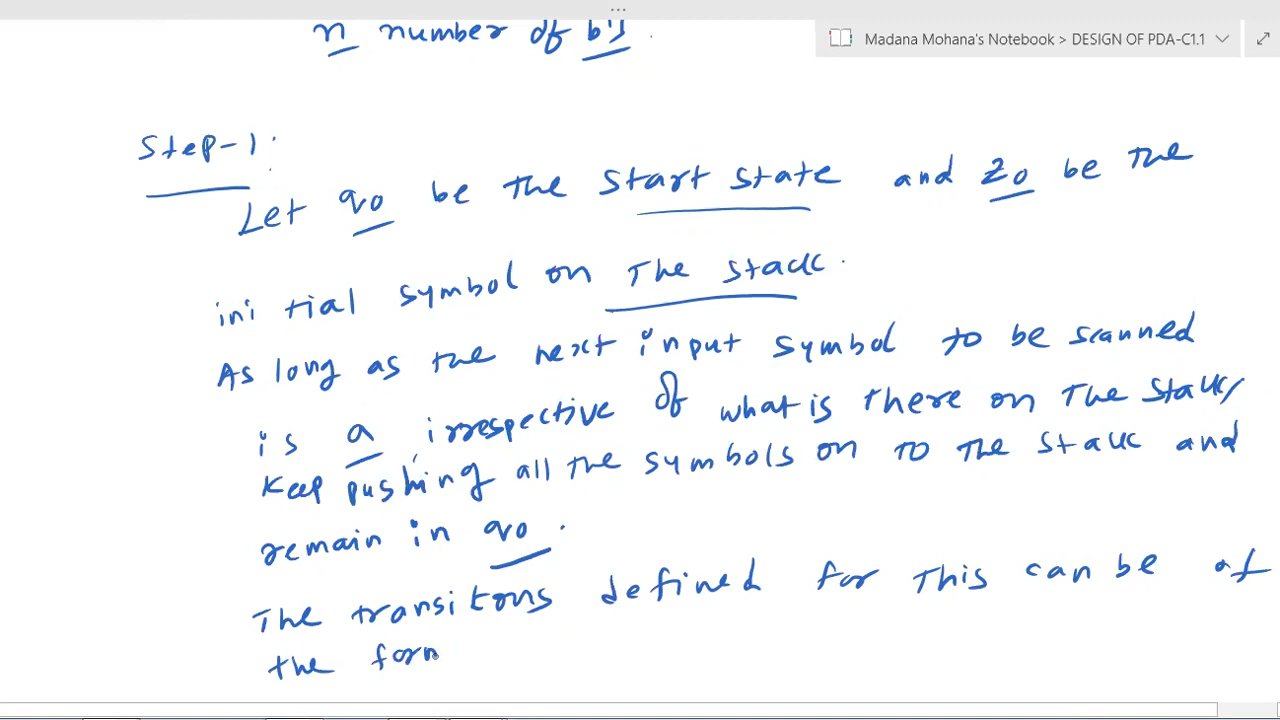 n number of b's.
Madana Mohana's Notebook > DESIGN OF PDA-C1.1
Step-1:
Let q0 be the start state and z0 be the
initial symbol on The stack.
As long as the next input symbol to be scanned
is a, irrespective of what is there on The stack,
keep pushing all the symbols on to the stack and
remain in q0.
The transitons defined for This can be of
the form